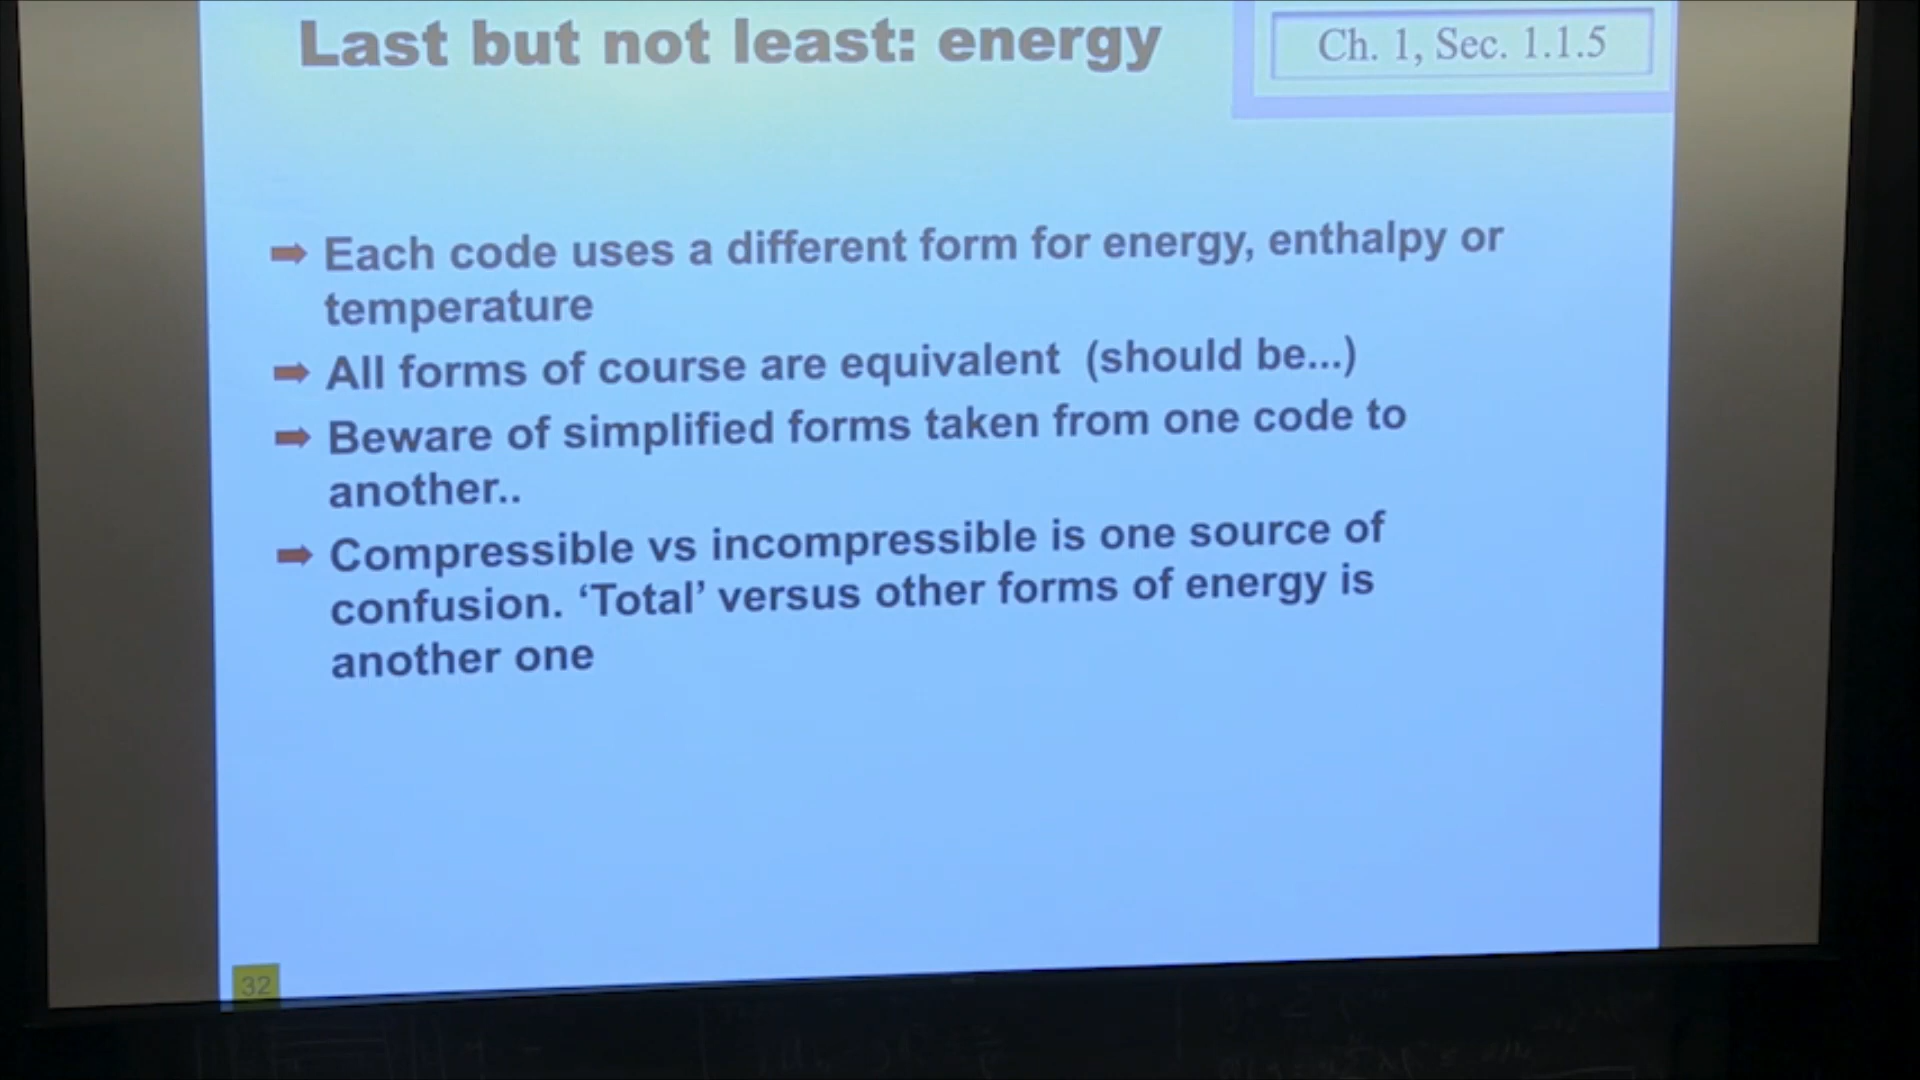 Last but not least: energy
Ch. 1, Sec. 1.1.5
Each code uses a different form for energy, enthalpy or
temperature
All forms of course are equivalent (should be...)
Beware of simplified forms taken from one code to
another..
Compressible vs incompressible is one source of
confusion. ‘Total’ versus other forms of energy is
another one
32